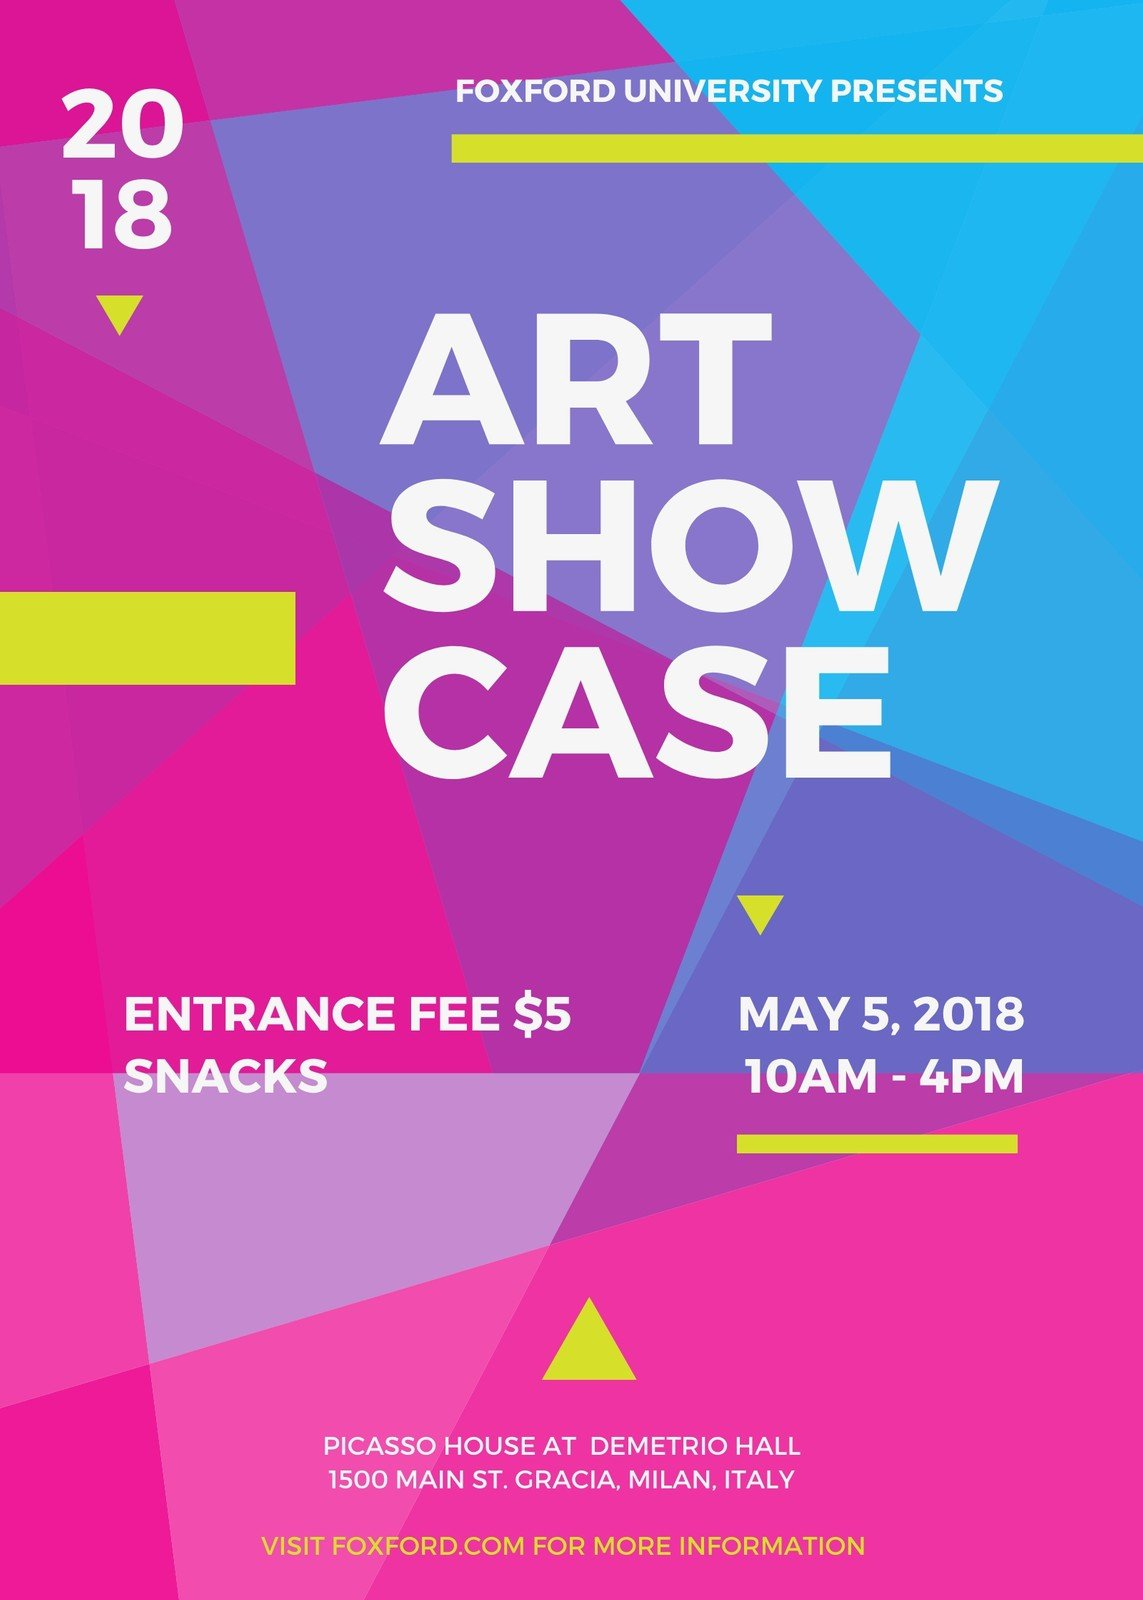 20
18
FOXFORD UNIVERSITY PRESENTS
ART
SHOW
CASE
ENTRANCE FEE $5
SNACKS
MAY 5, 2018
10AM - 4PM
PICASSO HOUSE AT  DEMETRIO HALL
1500 MAIN ST. GRACIA, MILAN, ITALY
VISIT FOXFORD.COM FOR MORE INFORMATION